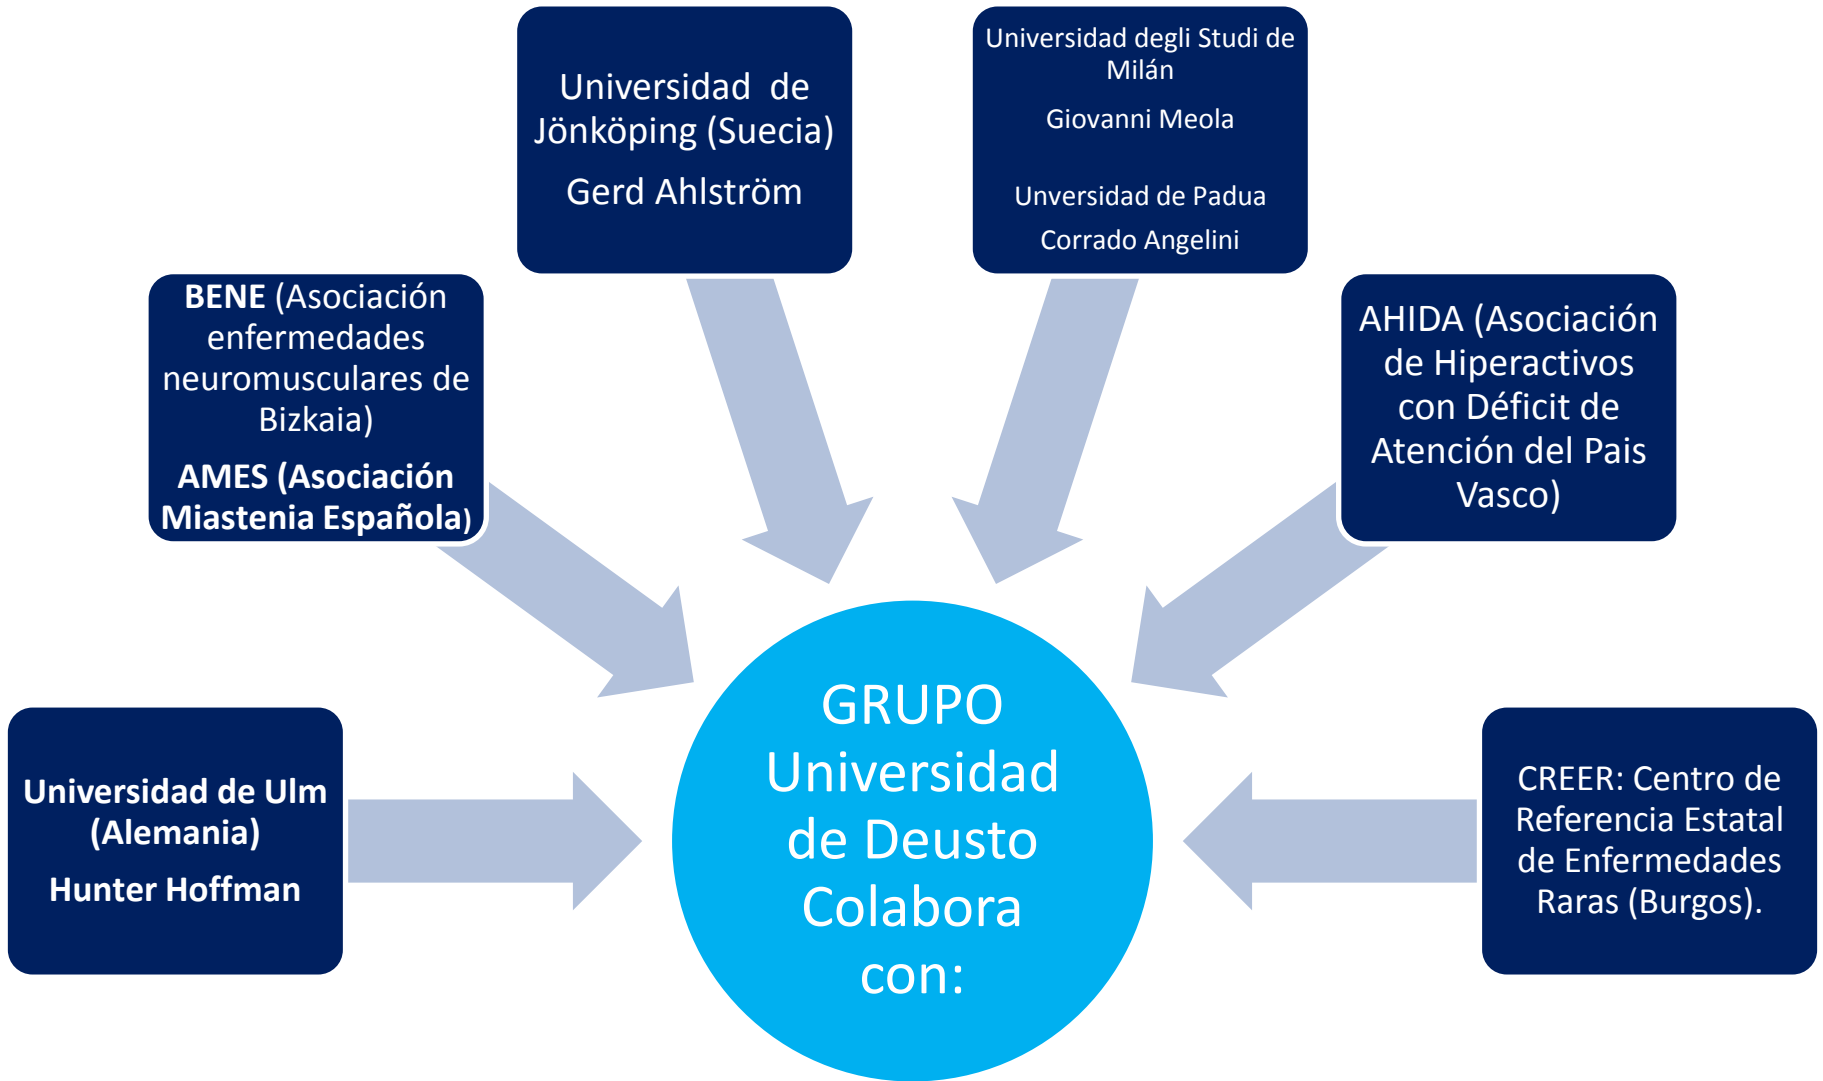 Universidad de
Jönköping (Suecia)
Gerd Ahlström
Universidad degli Studi de
Milán
Giovanni Meola
Unversidad de Padua
Corrado Angelini
BENE (Asociación
enfermedades
neuromusculares de
Bizkaia)
AMES (Asociación
Miastenia Española)
AHIDA (Asociación
de Hiperactivos
con Déficit de
Atención del Pais
Vasco)
Universidad de Ulm
(Alemania)
Hunter Hoffman
GRUPO
Universidad
de Deusto
Colabora
con:
CREER: Centro de
Referencia Estatal
de Enfermedades
Raras (Burgos).